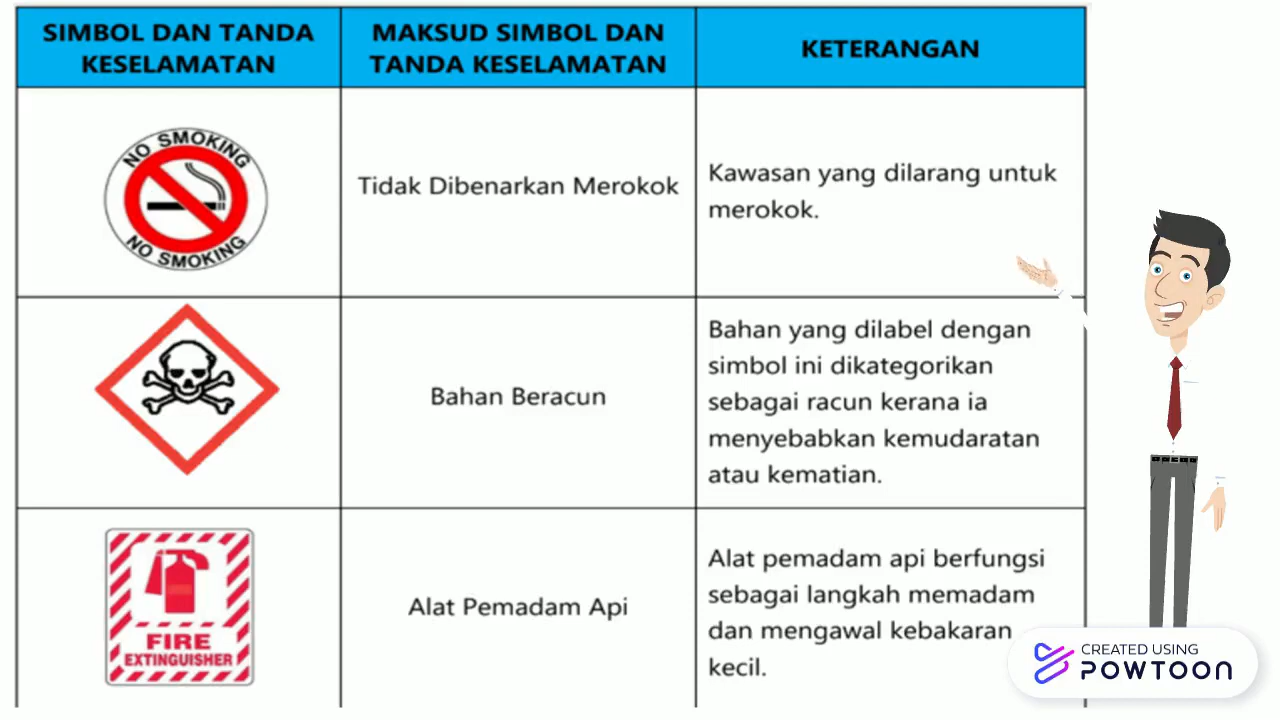 SIMBOL DAN TANDA
KESELAMATAN
MAKSUD SIMBOL DAN
TANDA KESELAMATAN
KETERANGAN
NO SMOKING
NO SMOKING
Tidak Dibenarkan Merokok
Kawasan yang dilarang untuk
merokok.
Bahan Beracun
Bahan yang dilabel dengan
simbol ini dikategorikan
sebagai racun kerana ia
menyebabkan kemudaratan
atau kematian.
FIRE
EXTINGUISHER
Alat Pemadam Api
Alat pemadam api berfungsi
sebagai langkah memadam
dan mengawal kebakaran
kecil.
CREATED USING
POWTOON